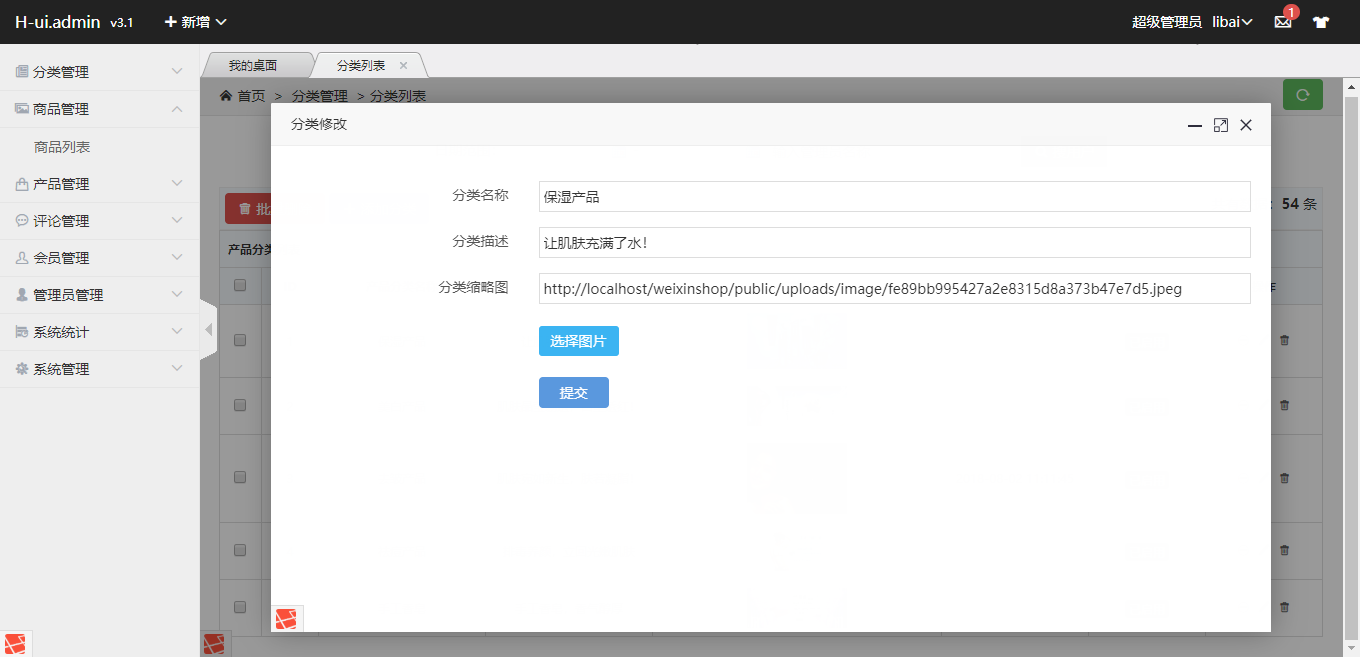 H-ui.admin v3.1 新增 超级管理员 libai 1
我的桌面 分类列表
分类管理
商品管理
商品列表
产品管理
评论管理
会员管理
管理员管理
系统统计
系统管理
首页 > 分类管理 > 分类列表
分类修改
批
54 条
产品分类
分类名称 保湿产品
分类描述 让肌肤充满了水!
分类缩略图 http://localhost/weixinshop/public/uploads/image/fe89bb995427a2e8315d8a373b47e7d5.jpeg
选择图片
提交